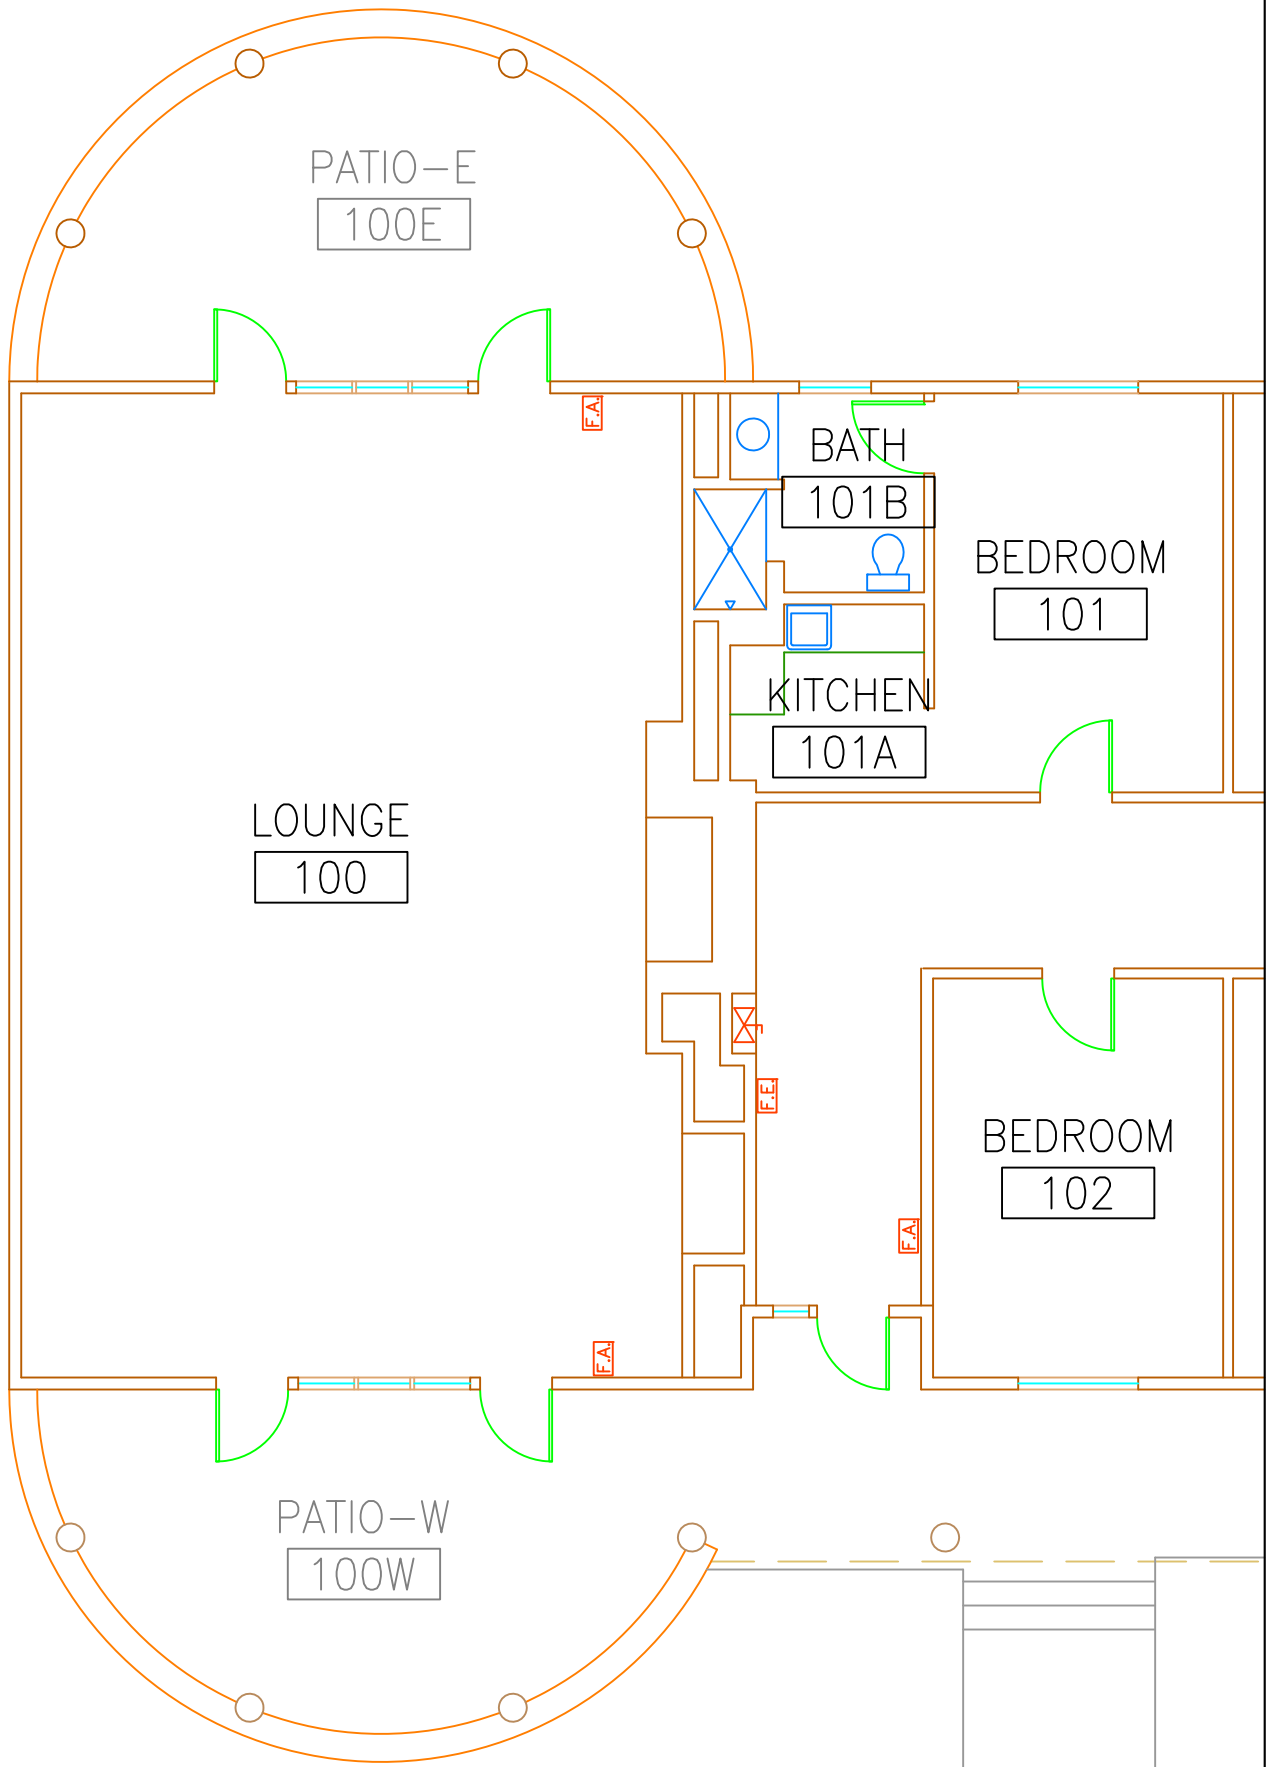 PATIO-E
100E
F.A.
BATH
101B
BEDROOM
101
KITCHEN
101A
LOUNGE
100
F.E.
BEDROOM
102
F.A.
F.A.
PATIO-W
100W